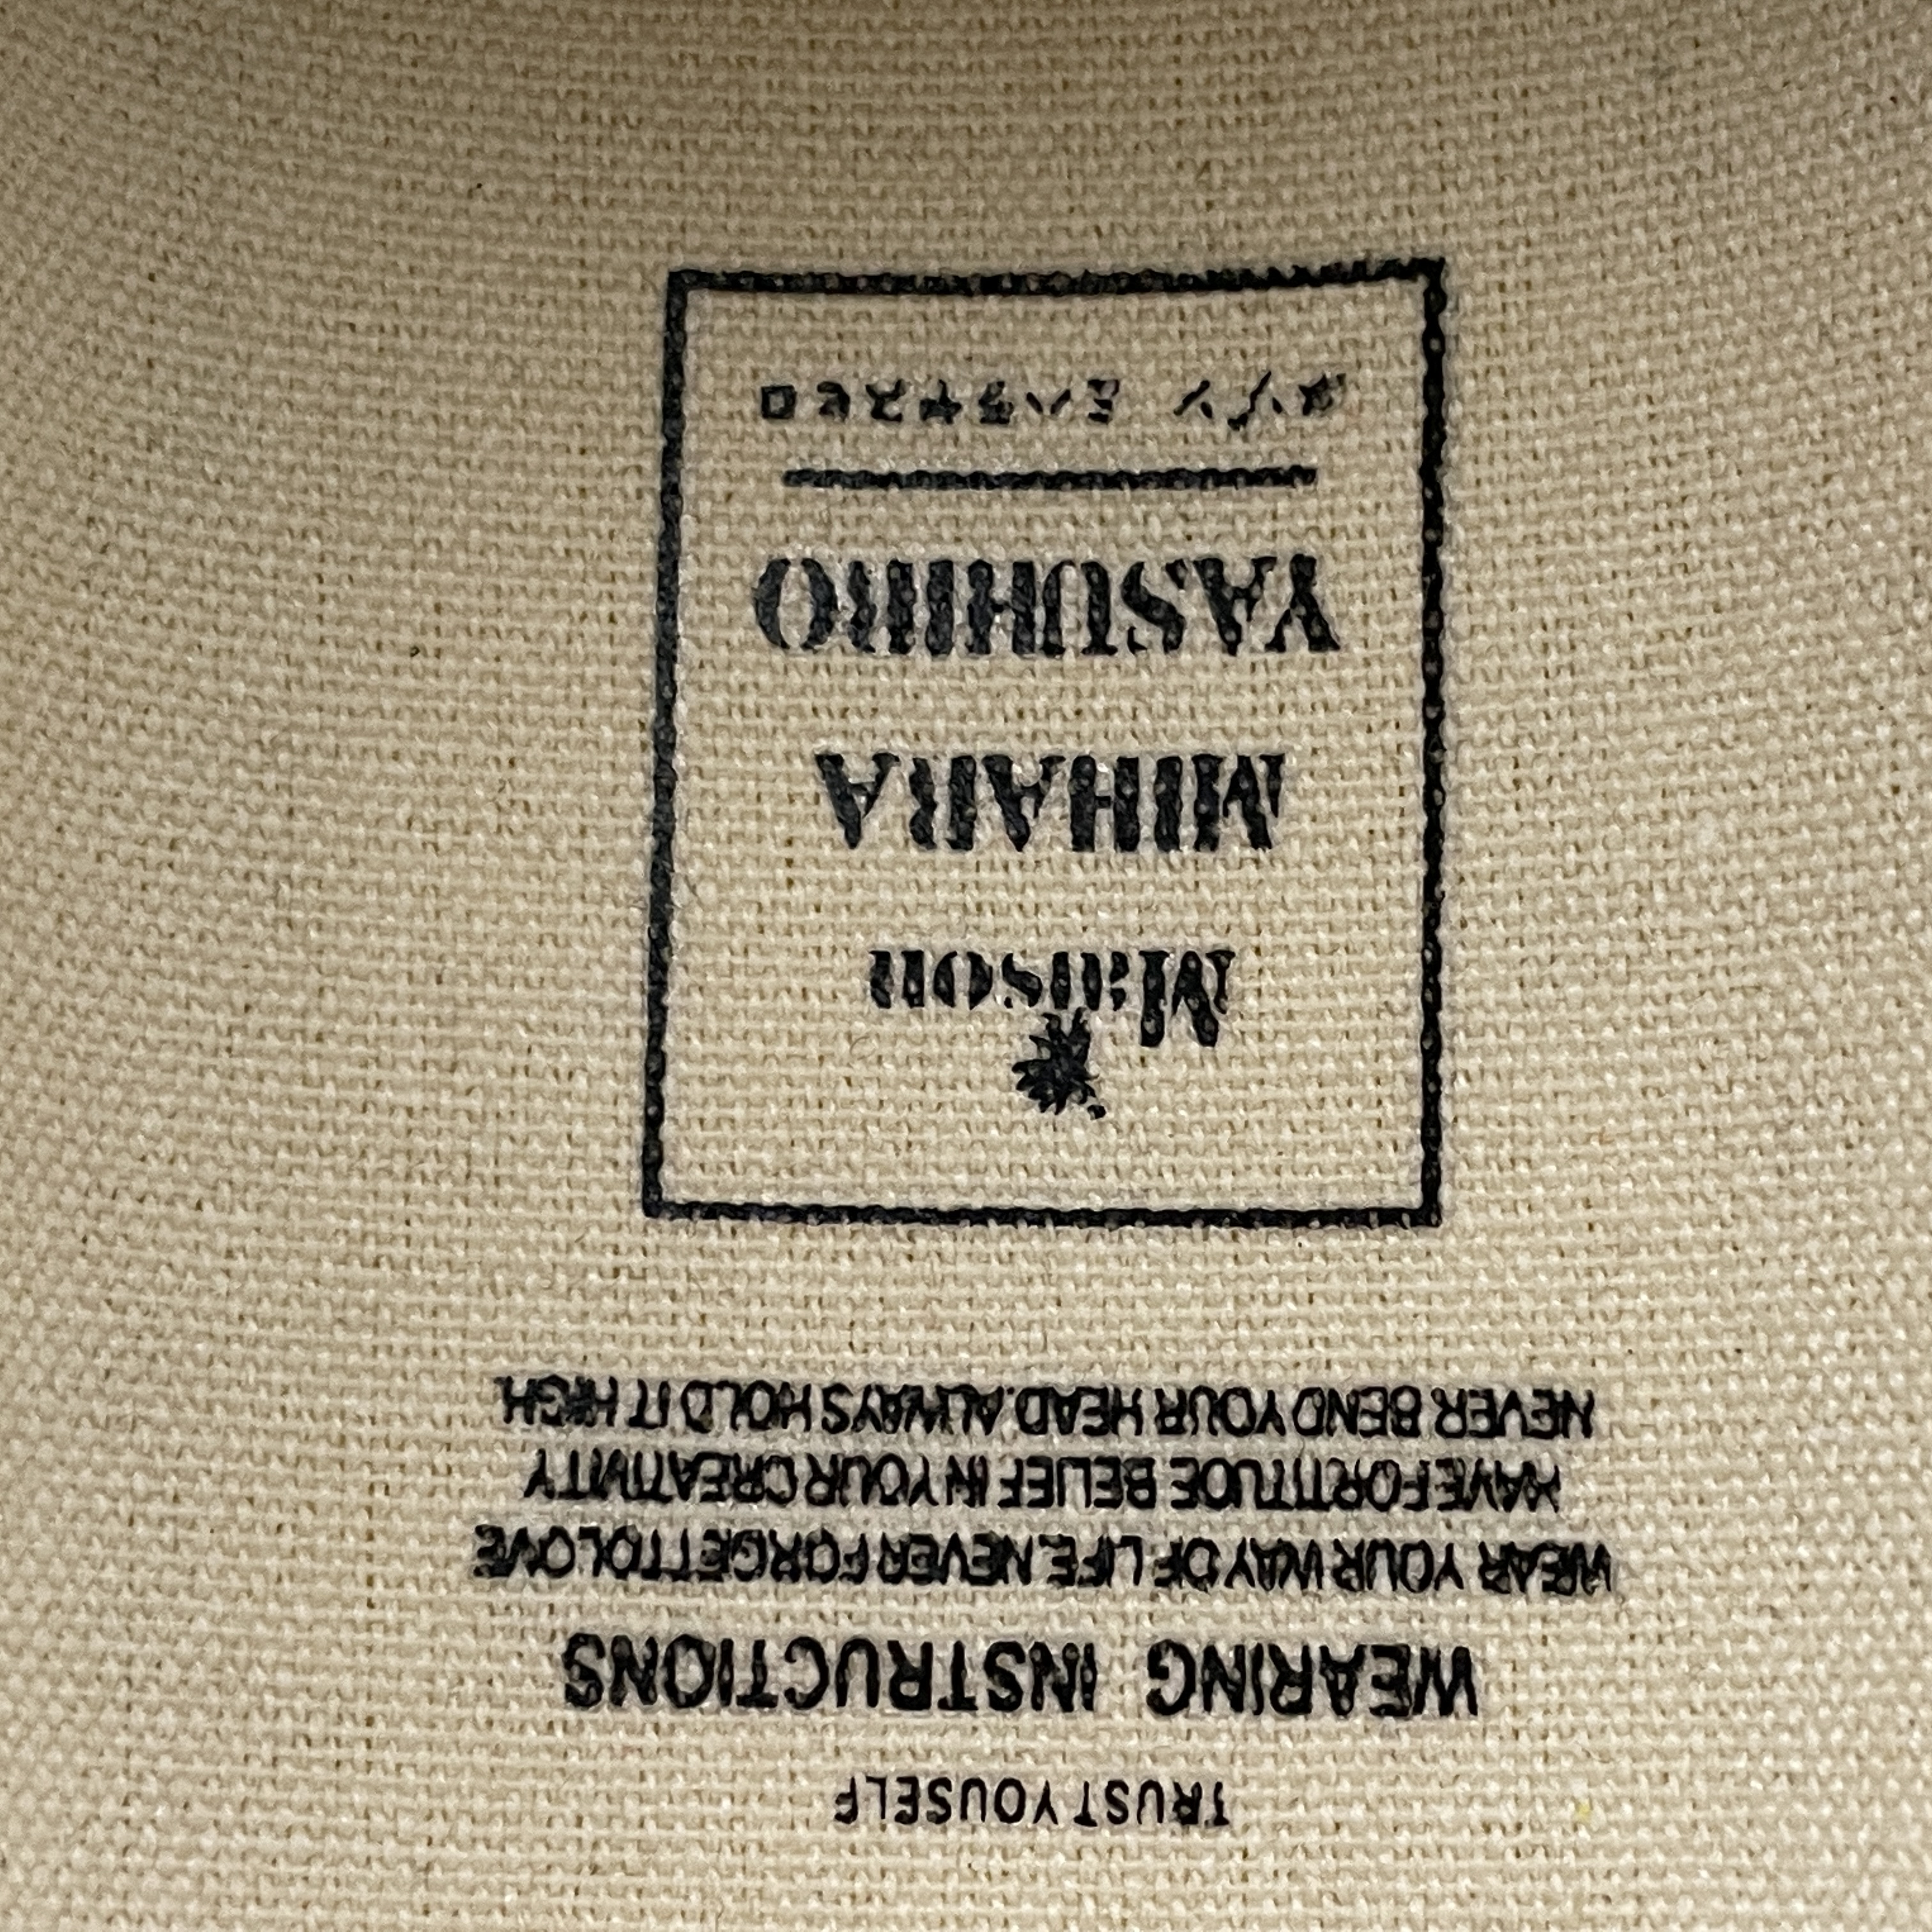 TRUST YOUSELF
WEARING INSTRUCTIONS
WEAR YOUR WAY OF LIFE.NEVER FORGET TO LOVE
HAVE FORTITUDE BELIEF IN YOUR CREATIVITY
NEVER BEND YOUR HEAD.ALWAYS HOLD IT HIGH.
Maison
MIHARA
YASUHIRO
メゾン ミハラヤスヒロ